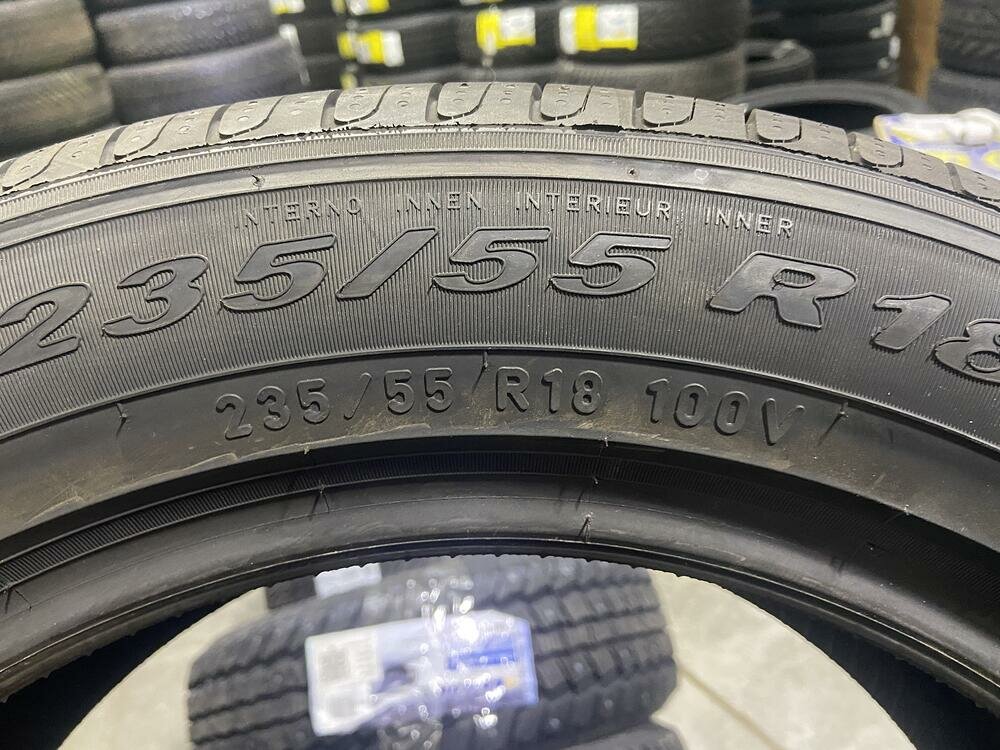 INTERNO INNEN INTERIEUR INNER
235/55 R18
235/55 R18 100V